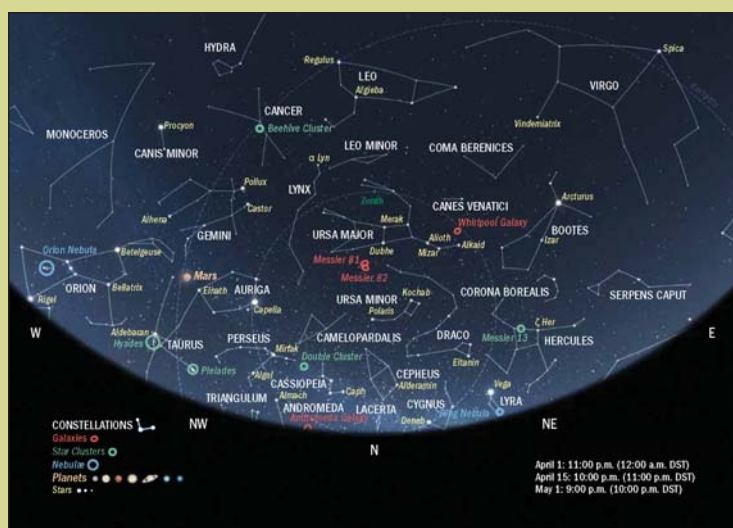 HYDRA
Regulus
LEO
Algieba
Spica
VIRGO
CANCER
Beehive Cluster
Vindemiatrix
MONOCEROS
Procyon
CANIS MINOR
LEO MINOR
COMA BERENICES
α Lyn
LYNX
Pollux
Castor
Zenith
CANES VENATICI
Whirlpool Galaxy
Arcturus
BOOTES
Izar
Alhena
GEMINI
URSA MAJOR
Merak
Dubhe
Alioth
Mizar
Alkaid
Orion Nebula
Betelgeuse
Messier 81
Messier 82
Mars
ORION
Bellatrix
Rigel
Elnath
AURIGA
Capella
URSA MINOR
Kochab
Polaris
CORONA BOREALIS
SERPENS CAPUT
W
E
Aldebaran
Hyades
TAURUS
PERSEUS
Mirfak
CAMELOPARDALIS
DRACO
Eltanin
Messier 13
ζ Her
HERCULES
Pleiades
Algol
Double Cluster
CASSIOPEIA
Caph
CEPHEUS
Alderamin
Vega
LYRA
Ring Nebula
TRIANGULUM
Almach
ANDROMEDA
Andromeda Galaxy
LACERTA
CYGNUS
Deneb
NW
N
NE
CONSTELLATIONS
Galaxies
Star Clusters
Nebulae
Planets
Stars
April 1: 11:00 p.m. (12:00 a.m. DST)
April 15: 10:00 p.m. (11:00 p.m. DST)
May 1: 9:00 p.m. (10:00 p.m. DST)